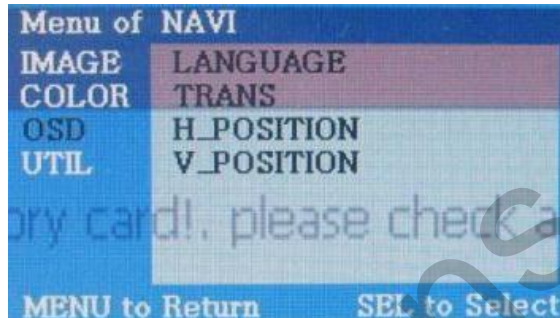 Menu of NAVI
IMAGE LANGUAGE
COLOR TRANS
OSD H_POSITION
UTIL V_POSITION
ory card!, please check a
MENU to Return SEL to Select